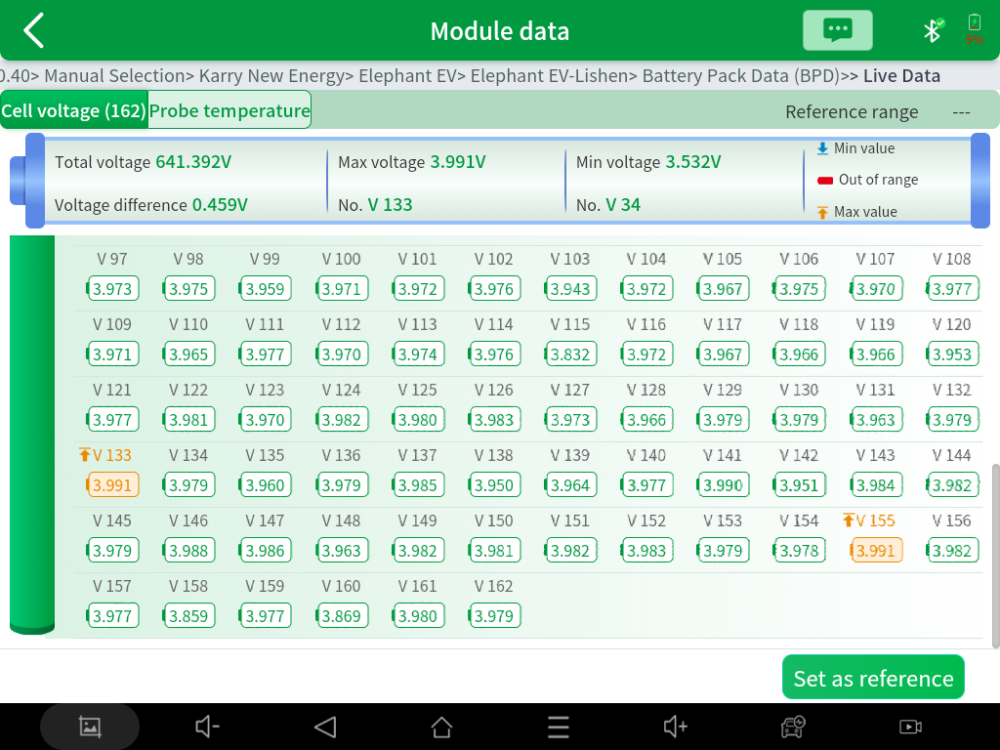 Module data
5%
0.40> Manual Selection> Karry New Energy> Elephant EV> Elephant EV-Lishen> Battery Pack Data (BPD)>> Live Data
Cell voltage (162) Probe temperature Reference range ---
Total voltage 641.392V Max voltage 3.991V Min voltage 3.532V Min value
Out of range
Voltage difference 0.459V No. V 133 No. V 34 Max value
V 97 V 98 V 99 V 100 V 101 V 102 V 103 V 104 V 105 V 106 V 107 V 108
3.973 3.975 3.959 3.971 3.972 3.976 3.943 3.972 3.967 3.975 3.970 3.977
V 109 V 110 V 111 V 112 V 113 V 114 V 115 V 116 V 117 V 118 V 119 V 120
3.971 3.965 3.977 3.970 3.974 3.976 3.832 3.972 3.967 3.966 3.966 3.953
V 121 V 122 V 123 V 124 V 125 V 126 V 127 V 128 V 129 V 130 V 131 V 132
3.977 3.981 3.970 3.982 3.980 3.983 3.973 3.966 3.979 3.979 3.963 3.979
V 133 V 134 V 135 V 136 V 137 V 138 V 139 V 140 V 141 V 142 V 143 V 144
3.991 3.979 3.960 3.979 3.985 3.950 3.964 3.977 3.990 3.951 3.984 3.982
V 145 V 146 V 147 V 148 V 149 V 150 V 151 V 152 V 153 V 154 V 155 V 156
3.979 3.988 3.986 3.963 3.982 3.981 3.982 3.983 3.979 3.978 3.991 3.982
V 157 V 158 V 159 V 160 V 161 V 162
3.977 3.859 3.977 3.869 3.980 3.979
Set as reference